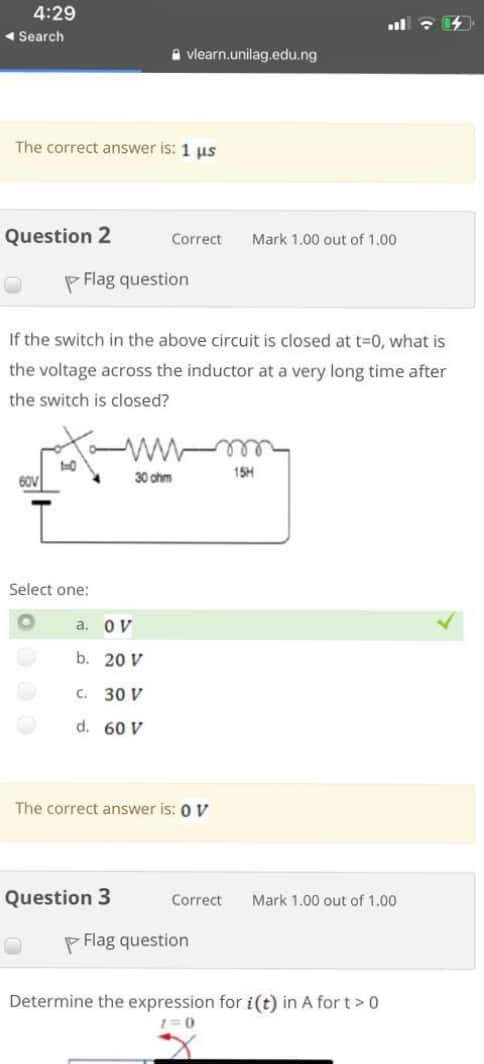 4:29
◀ Search
vlearn.unilag.edu.ng
The correct answer is: 1 μs
Question 2 Correct Mark 1.00 out of 1.00
Flag question
If the switch in the above circuit is closed at t=0, what is
the voltage across the inductor at a very long time after
the switch is closed?
t=0
60V
30 ohm
15H
Select one:
a. 0 V
b. 20 V
c. 30 V
d. 60 V
The correct answer is: 0 V
Question 3 Correct Mark 1.00 out of 1.00
Flag question
Determine the expression for i(t) in A for t > 0
t = 0